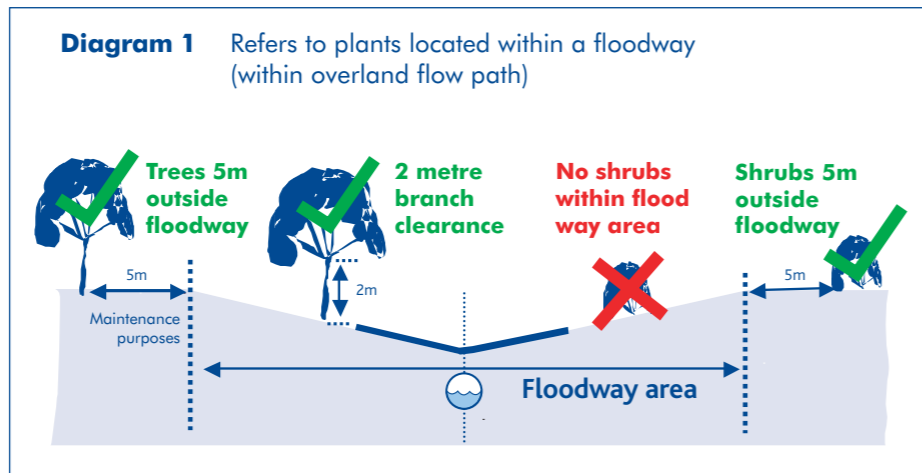 Diagram 1 Refers to plants located within a floodway
(within overland flow path)
Trees 5m
outside
floodway
2 metre
branch
clearance
No shrubs
within flood
way area
Shrubs 5m
outside
floodway
5m
2m
5m
Maintenance
purposes
Floodway area